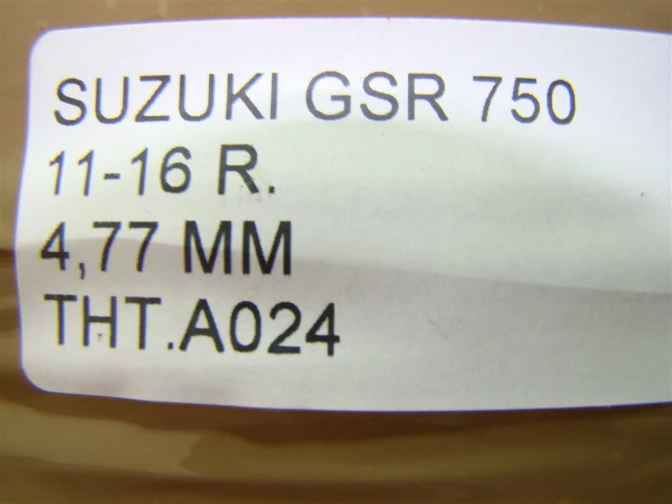 SUZUKI GSR 750
11-16 R.
4,77 MM
THT.A024